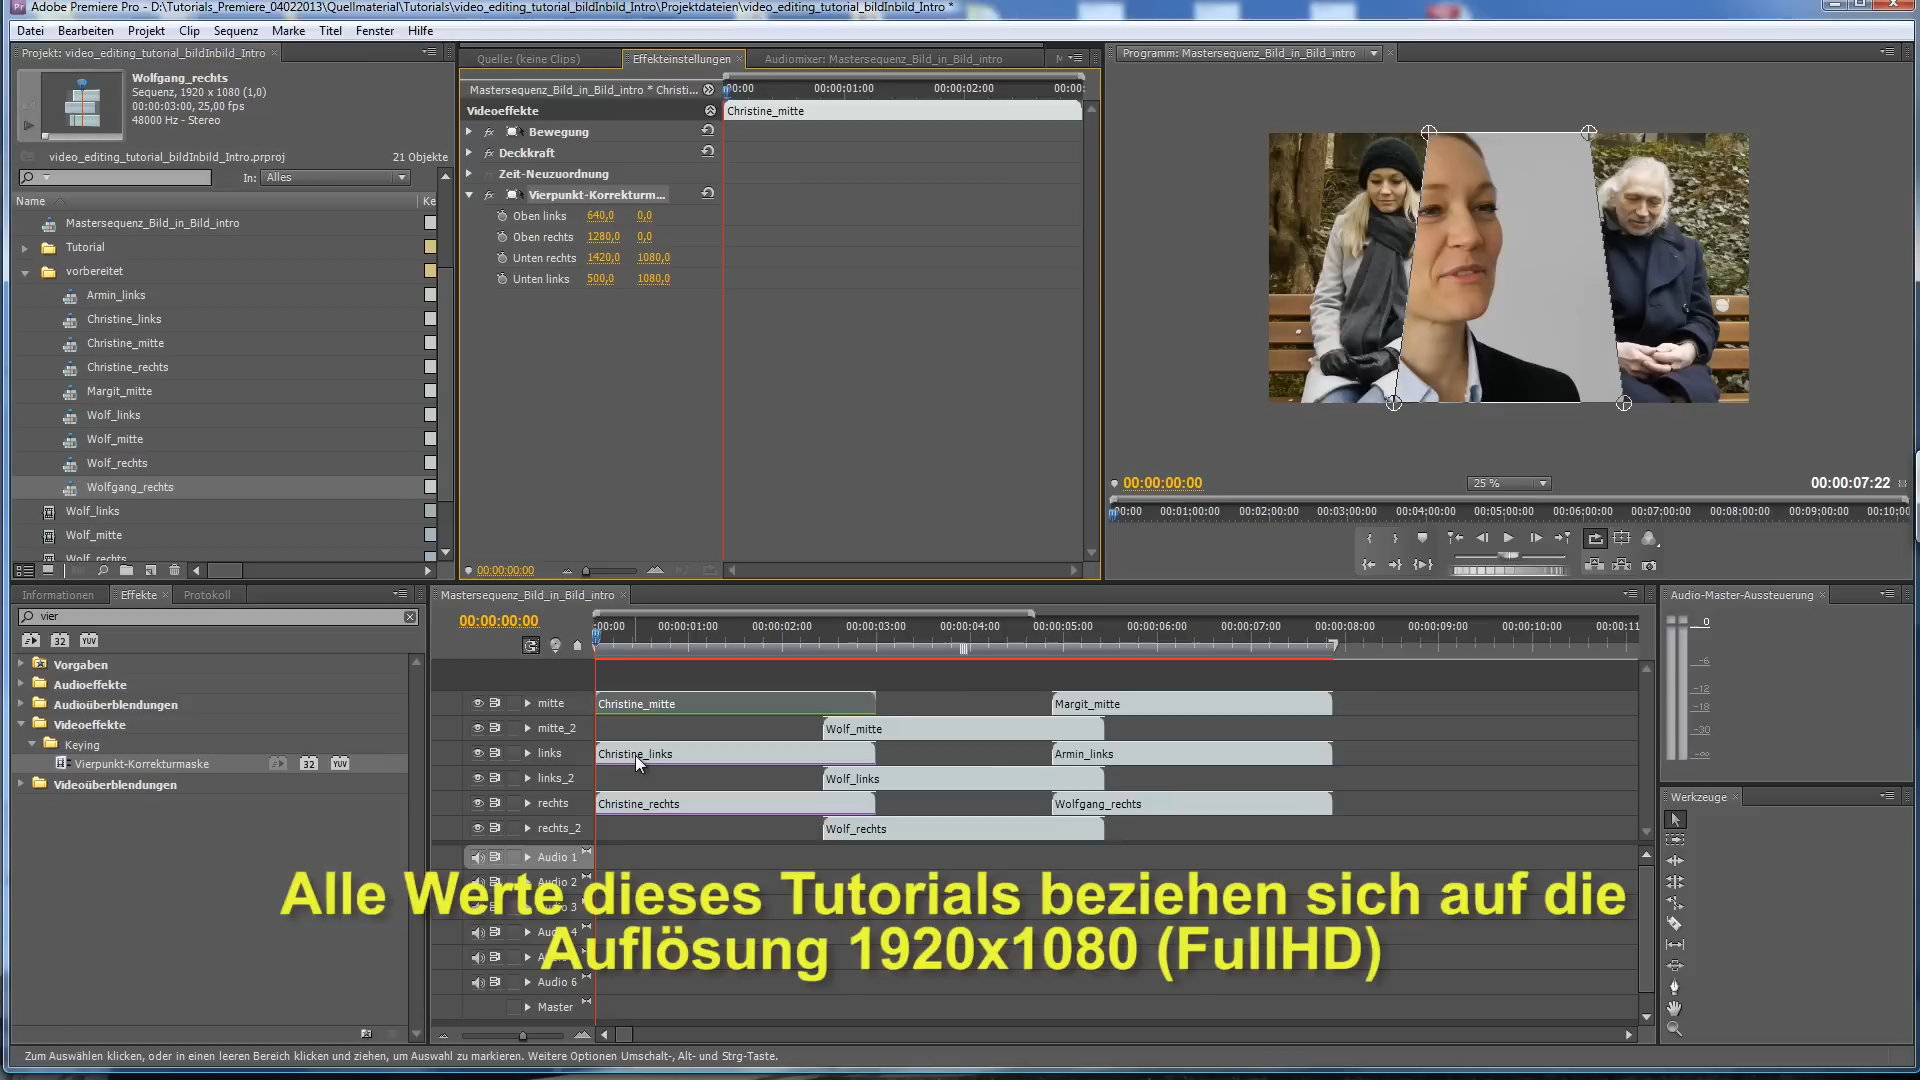 Adobe Premiere Pro - D:\Tutorials_Premiere_04022013\Quellmaterial\Tutorials\video_editing_tutorial_bildInbild_Intro\Projektdateien\video_editing_tutorial_bildInbild_Intro *
Datei Bearbeiten Projekt Clip Sequenz Marke Titel Fenster Hilfe
Projekt: video_editing_tutorial_bildInbild_Intro
Wolfgang_rechts
Sequenz, 1920 x 1080 (1,0)
00:00:03:00, 25,00 fps
48000 Hz - Stereo
video_editing_tutorial_bildInbild_Intro.prproj 21 Objekte
In: Alles
Name Ke
Mastersequenz_Bild_in_Bild_intro
Tutorial
vorbereitet
Armin_links
Christine_links
Christine_mitte
Christine_rechts
Margit_mitte
Wolf_links
Wolf_mitte
Wolf_rechts
Wolfgang_rechts
Wolf_links
Wolf_mitte
Wolf_rechts
Quelle: (keine Clips) Effekteinstellungen Audiomixer: Mastersequenz_Bild_in_Bild_intro
Mastersequenz_Bild_in_Bild_intro * Christi... 00:00 00:00:01:00 00:00:02:00 00:00:
Videoeffekte Christine_mitte
fx Bewegung
fx Deckkraft
Zeit-Neuzuordnung
fx Vierpunkt-Korrekturm...
Oben links 640,0 0,0
Oben rechts 1280,0 0,0
Unten rechts 1420,0 1080,0
Unten links 500,0 1080,0
00:00:00:00
Programm: Mastersequenz_Bild_in_Bild_intro
00:00:00:00 25 % 00:00:07:22
00:00 00:01:00:00 00:02:00:00 00:03:00:00 00:04:00:00 00:05:00:00 00:06:00:00 00:07:00:00 00:08:00:00 00:09:00:00 00:10:0
Informationen Effekte Protokoll
vier
32 YUV
Vorgaben
Audioeffekte
Audioüberblendungen
Videoeffekte
Keying
Vierpunkt-Korrekturmaske 32 YUV
Videoüberblendungen
Mastersequenz_Bild_in_Bild_intro
00:00:00:00 00:00 00:00:01:00 00:00:02:00 00:00:03:00 00:00:04:00 00:00:05:00 00:00:06:00 00:00:07:00 00:00:08:00 00:00:09:00 00:00:10:00 00:00:11
mitte Christine_mitte Margit_mitte
mitte_2 Wolf_mitte
links Christine_links Armin_links
links_2 Wolf_links
rechts Christine_rechts Wolfgang_rechts
rechts_2 Wolf_rechts
Audio 1
Audio 2
Audio 6
Master
Alle Werte dieses Tutorials beziehen sich auf die
Auflösung 1920x1080 (FullHD)
Audio-Master-Aussteuerung
0
-6
-12
-18
-30
-∞
Werkzeuge
Zum Auswählen klicken, oder in einen leeren Bereich klicken und ziehen, um Auswahl zu markieren. Weitere Optionen Umschalt-, Alt- und Strg-Taste.